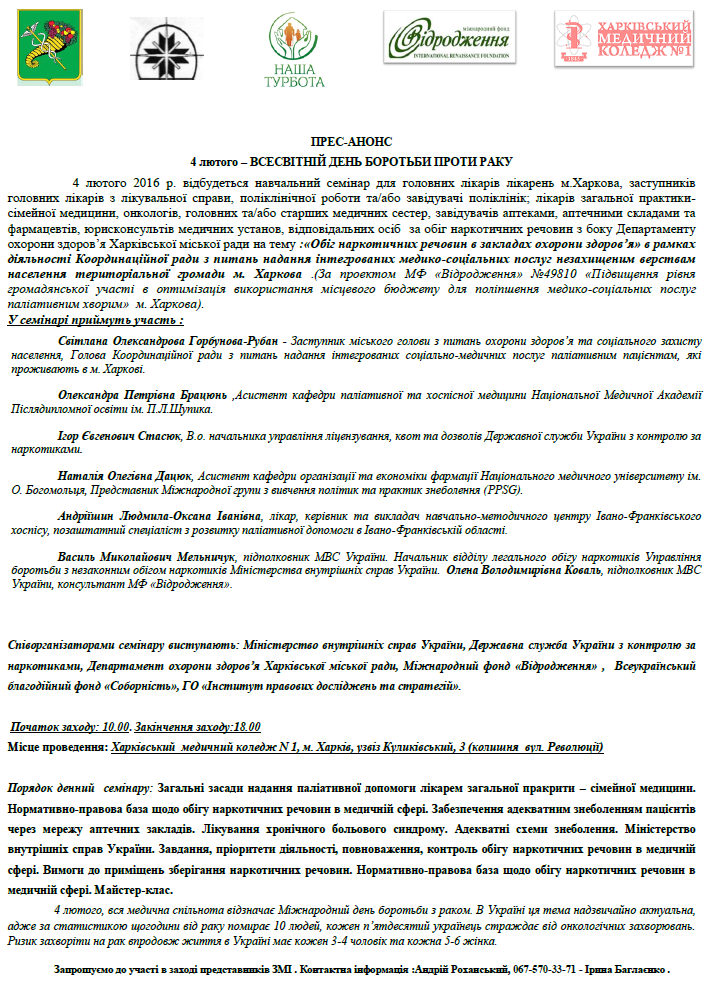 НАША
ТУРБОТА
міжнародний фонд
Відродження
INTERNATIONAL RENAISSANCE FOUNDATION
ХАРКІВСЬКИЙ
МЕДИЧНИЙ
КОЛЕДЖ №1
ПРЕС-АНОНС
4 лютого – ВСЕСВІТНІЙ ДЕНЬ БОРОТЬБИ ПРОТИ РАКУ
4 лютого 2016 р. відбудеться навчальний семінар для головних лікарів лікарень м.Харкова, заступників
головних лікарів з лікувальної справи, поліклінічної роботи та/або завідувачі поліклінік; лікарів загальної практики-
сімейної медицини, онкологів, головних та/або старших медичних сестер, завідувачів аптеками, аптечними складами та
фармацевтів, юрисконсультів медичних установ, відповідальних осіб за обіг наркотичних речовин з боку Департаменту
охорони здоров’я Харківської міської ради на тему :«Обіг наркотичних речовин в закладах охорони здоров’я» в рамках
діяльності Координаційної ради з питань надання інтегрованих медико-соціальних послуг незахищеним верствам
населення територіальної громади м. Харкова .(За проектом МФ «Відродження» №49810 «Підвищення рівня
громадянської участі в оптимізація використання місцевого бюджету для поліпшення медико-соціальних послуг
паліативним хворим» м. Харкова).
У семінарі приймуть участь :
Світлана Олександрова Горбунова-Рубан - Заступник міського голови з питань охорони здоров’я та соціального захисту
населення, Голова Координаційної ради з питань надання інтегрованих соціально-медичних послуг паліативним пацієнтам, які
проживають в м. Харкові.
Олександра Петрівна Брацюнь ,Асистент кафедри паліативної та хоспісної медицини Національної Медичної Академії
Післядипломної освіти ім. П.Л.Шупика.
Ігор Євгенович Стасюк, В.о. начальника управління ліцензування, квот та дозволів Державної служби України з контролю за
наркотиками.
Наталія Олегівна Дацюк, Асистент кафедри організації та економіки фармації Національного медичного університету ім.
О. Богомольця, Представник Міжнародної групи з вивчення політик та практик знеболення (PPSG).
Андріїшин Людмила-Оксана Іванівна, лікар, керівник та викладач навчально-методичного центру Івано-Франківського
хоспісу, позаштатний спеціаліст з розвитку паліативної допомоги в Івано-Франківській області.
Василь Миколайович Мельничук, підполковник МВС України. Начальник відділу легального обігу наркотиків Управління
боротьби з незаконним обігом наркотиків Міністерства внутрішніх справ України. Олена Володимирівна Коваль, підполковник МВС
України, консультант МФ «Відродження».
Співорганізаторами семінару виступають: Міністерство внутрішніх справ України, Державна служба України з контролю за
наркотиками, Департамент охорони здоров’я Харківської міської ради, Міжнародний фонд «Відродження» , Всеукраїнський
благодійний фонд «Соборність», ГО «Інститут правових досліджень та стратегій».
Початок заходу: 10.00. Закінчення заходу:18.00
Місце проведення: Харківський медичний коледж N 1, м. Харків, узвіз Куликівський, 3 (колишня вул. Революції)
Порядок денний семінару: Загальні засади надання паліативної допомоги лікарем загальної пракрити – сімейної медицини.
Нормативно-правова база щодо обігу наркотичних речовин в медичній сфері. Забезпечення адекватним знеболенням пацієнтів
через мережу аптечних закладів. Лікування хронічного больового синдрому. Адекватні схеми знеболення. Міністерство
внутрішніх справ України. Завдання, пріоритети діяльності, повноваження, контроль обігу наркотичних речовин в медичній
сфері. Вимоги до приміщень зберігання наркотичних речовин. Нормативно-правова база щодо обігу наркотичних речовин в
медичній сфері. Майстер-клас.
4 лютого, вся медична спільнота відзначає Міжнародний день боротьби з раком. В Україні ця тема надзвичайно актуальна,
адже за статистикою щогодини від раку помирає 10 людей, кожен п’ятдесятий українець страждає від онкологічних захворювань.
Ризик захворіти на рак впродовж життя в Україні має кожен 3-4 чоловік та кожна 5-6 жінка.
Запрошуємо до участі в заході представників ЗМІ . Контактна інформація :Андрій Роханський, 067-570-33-71 - Ірина Баглаєнко .